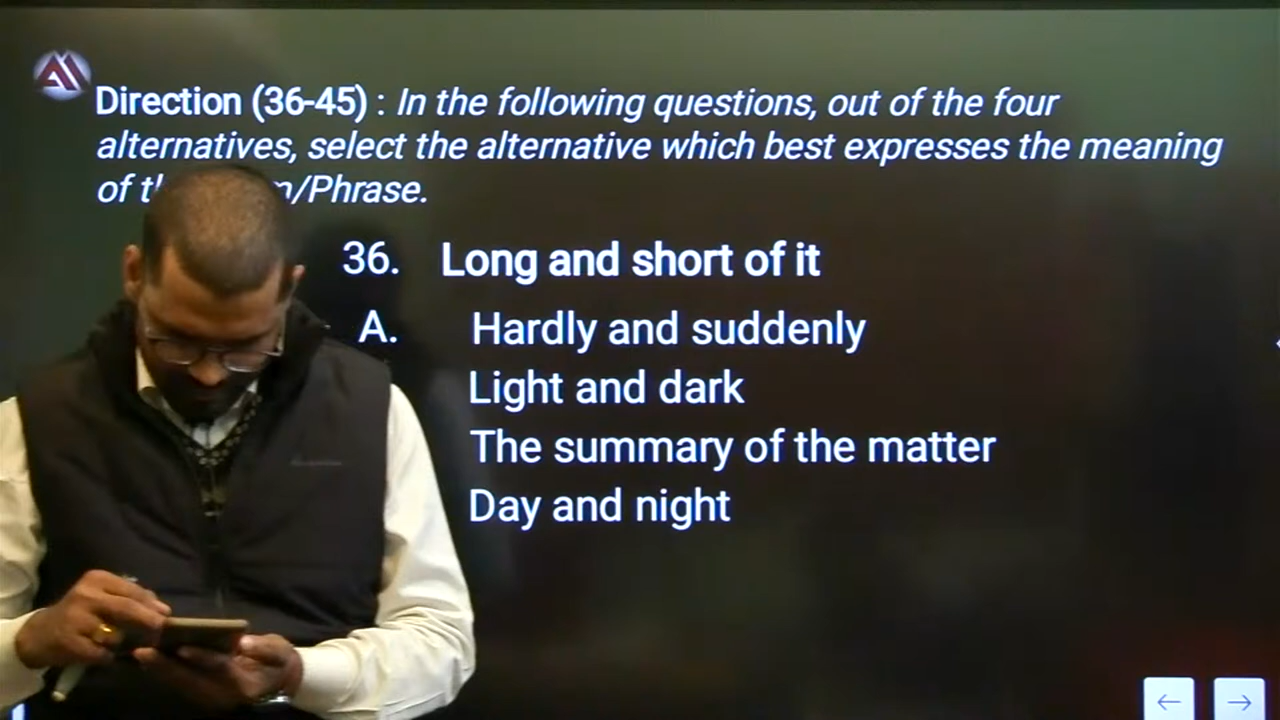 Direction (36-45) : In the following questions, out of the four
alternatives, select the alternative which best expresses the meaning
of /Phrase.
36. Long and short of it
A. Hardly and suddenly
Light and dark
The summary of the matter
Day and night